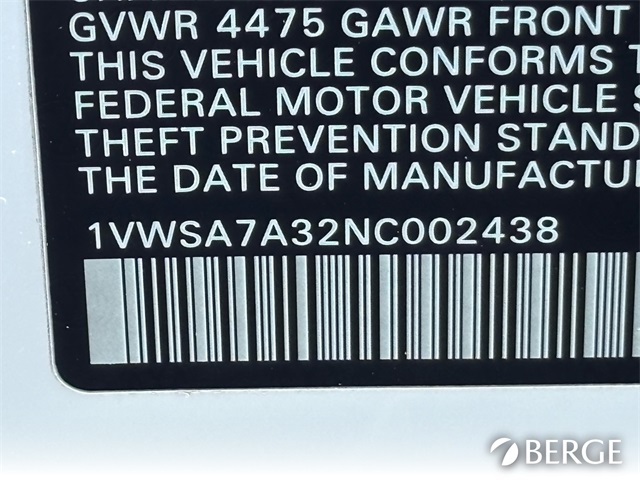 GVWR 4475 GAWR FRONT
THIS VEHICLE CONFORMS
FEDERAL MOTOR VEHICLE
THEFT PREVENTION STAND
THE DATE OF MANUFACTU
1VWSA7A32NC002438
BERGE